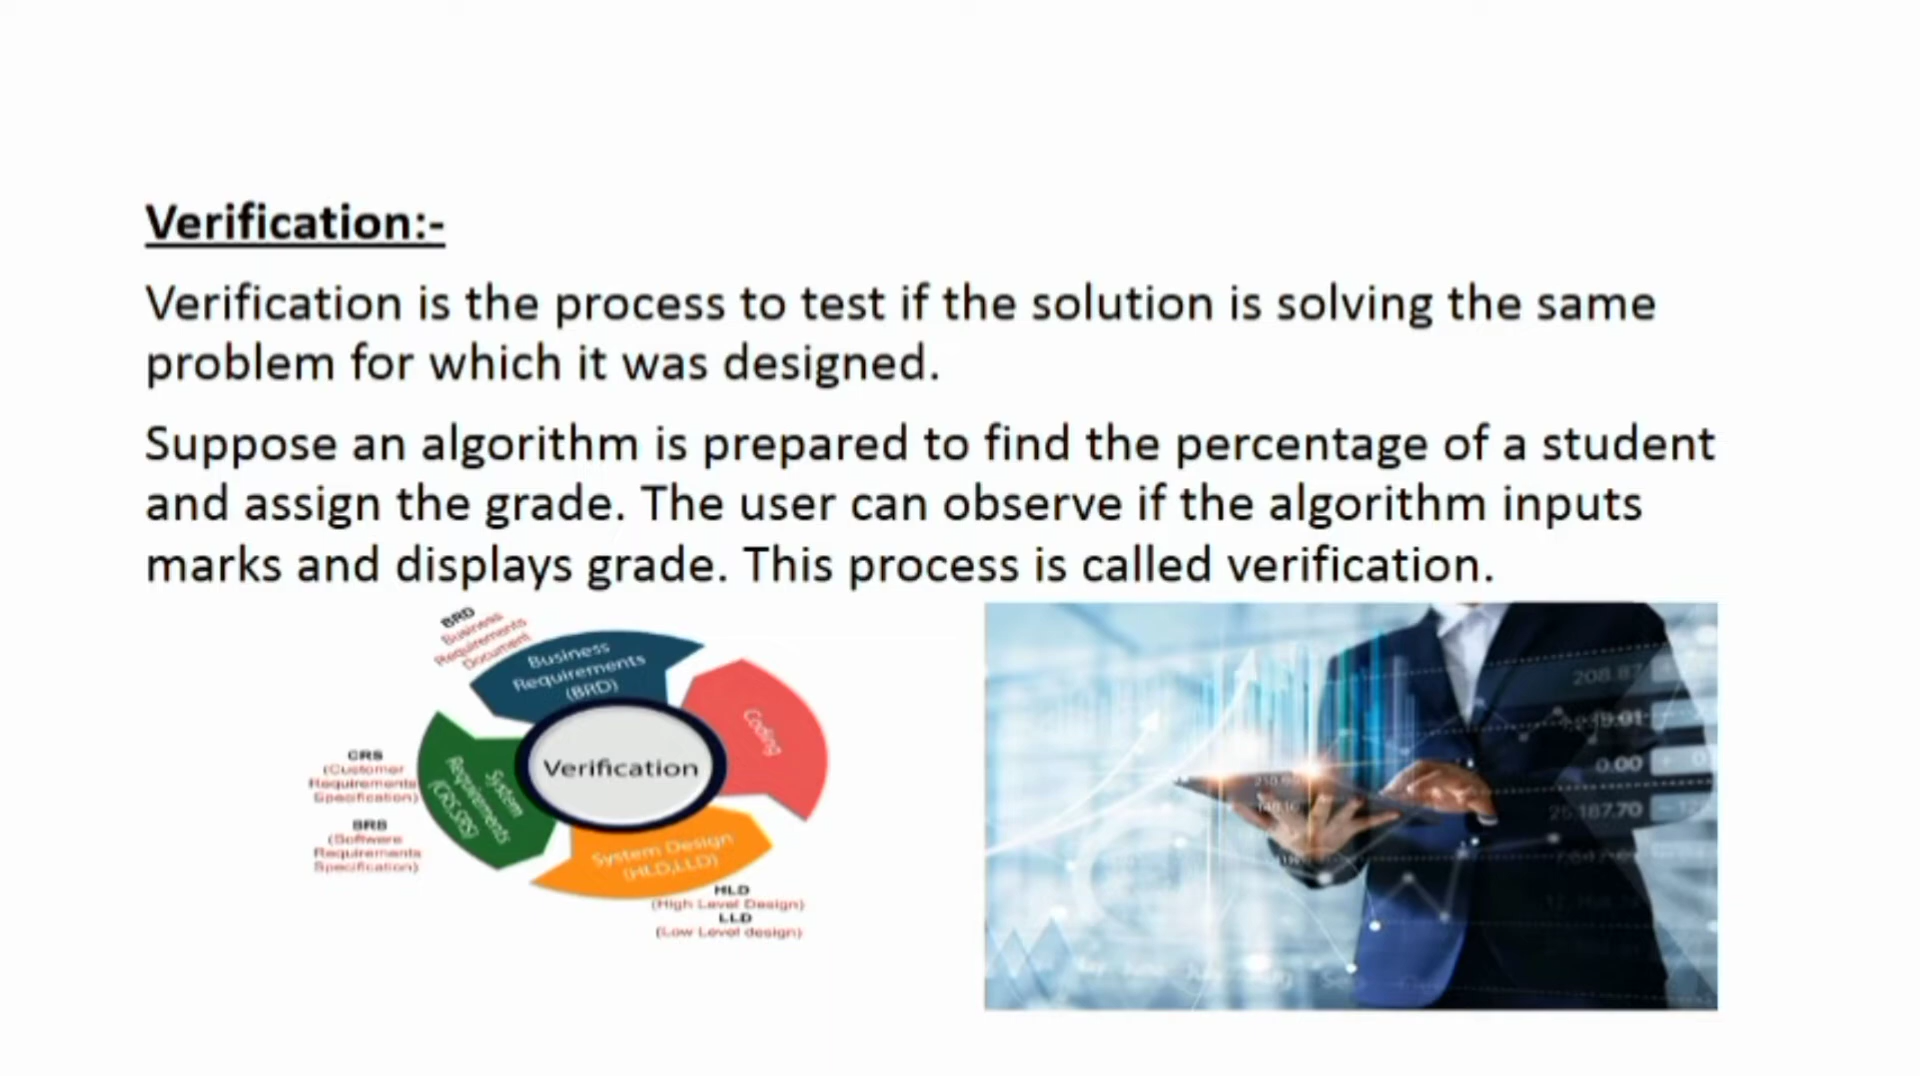 Verification:-
Verification is the process to test if the solution is solving the same
problem for which it was designed.
Suppose an algorithm is prepared to find the percentage of a student
and assign the grade. The user can observe if the algorithm inputs
marks and displays grade. This process is called verification.
BRD
Business
Requirements
Document
Business
Requirements
(BRD)
Coding
Verification
System
Requirements
(CRS,SRS)
CRS
(Customer
Requirements
Specification)
SRS
(Software
Requirements
Specification)
System Design
(HLD,LLD)
HLD
(High Level Design)
LLD
(Low Level design)
208.87
0.00